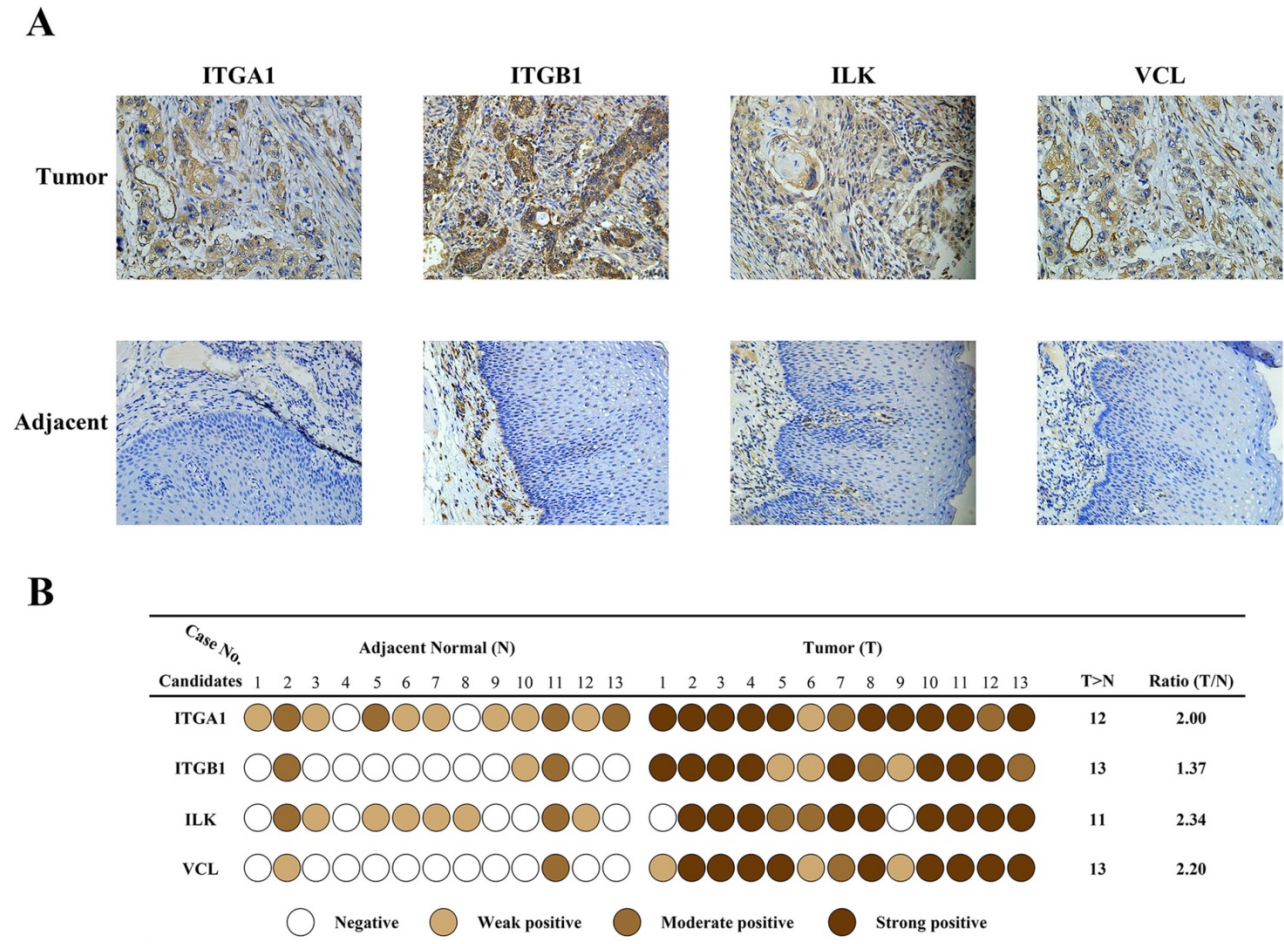 A
ITGA1 ITGB1 ILK VCL
Tumor
Adjacent
B
Case No. Adjacent Normal (N) Tumor (T)
Candidates 1 2 3 4 5 6 7 8 9 10 11 12 13 1 2 3 4 5 6 7 8 9 10 11 12 13 T>N Ratio (T/N)
ITGA1 12 2.00
ITGB1 13 1.37
ILK 11 2.34
VCL 13 2.20
Negative Weak positive Moderate positive Strong positive